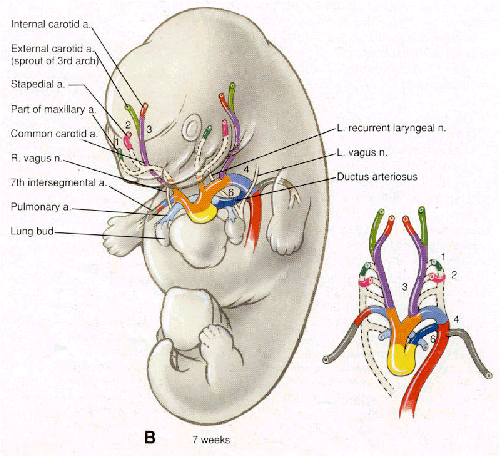 Internal carotid a.
External carotid a.
(sprout of 3rd arch)
Stapedial a.
Part of maxillary a.
Common carotid a.
R. vagus n.
7th intersegmental a.
Pulmonary a.
Lung bud
2
1
3
4
6
L. recurrent laryngeal n.
L. vagus n.
Ductus arteriosus
1
2
3
4
6
B
7 weeks